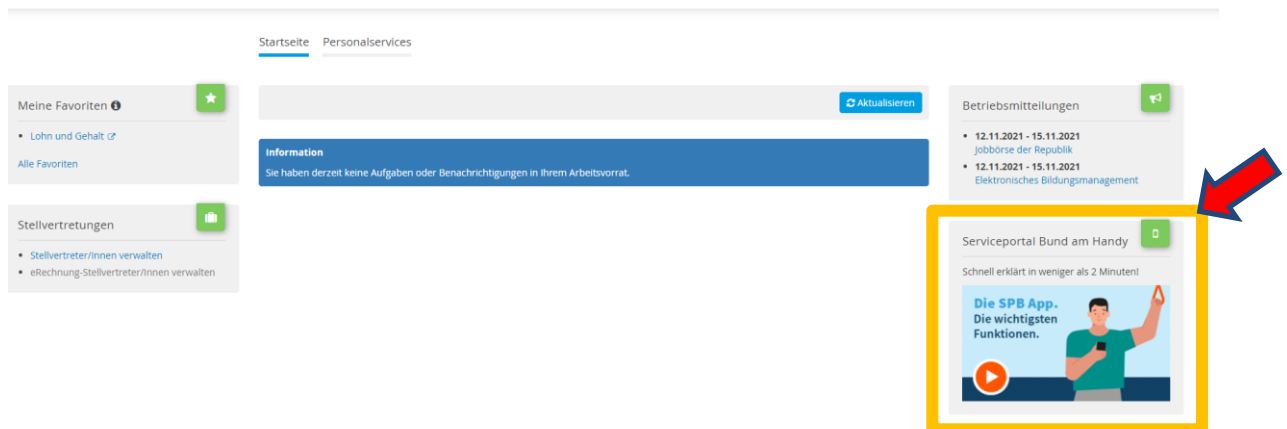 Startseite Personalservices
Meine Favoriten
Lohn und Gehalt
Alle Favoriten
Stellvertretungen
Stellvertreter/Innen verwalten
eRechnung-Stellvertreter/Innen verwalten
Aktualisieren
Information
Sie haben derzeit keine Aufgaben oder Benachrichtigungen in Ihrem Arbeitsvorrat.
Betriebsmitteilungen
12.11.2021 - 15.11.2021
Jobbörse der Republik
12.11.2021 - 15.11.2021
Elektronisches Bildungsmanagement
Serviceportal Bund am Handy
Schnell erklärt in weniger als 2 Minuten!
Die SPB App.
Die wichtigsten
Funktionen.